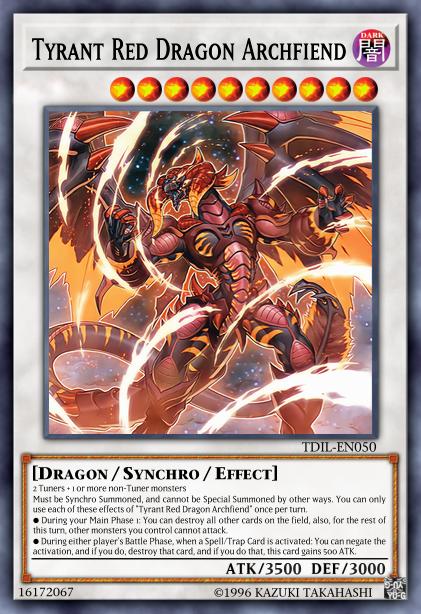 Tyrant Red Dragon Archfiend
DARK
闇
TDIL-EN050
[Dragon / Synchro / Effect]
2 Tuners + 1 or more non-Tuner monsters
Must be Synchro Summoned, and cannot be Special Summoned by other ways. You can only
use each of these effects of "Tyrant Red Dragon Archfiend" once per turn.
● During your Main Phase 1: You can destroy all other cards on the field, also, for the rest of
this turn, other monsters you control cannot attack.
● During either player's Battle Phase, when a Spell/Trap Card is activated: You can negate the
activation, and if you do, destroy that card, and if you do that, this card gains 500 ATK.
ATK/3500 DEF/3000
16172067 ©1996 KAZUKI TAKAHASHI